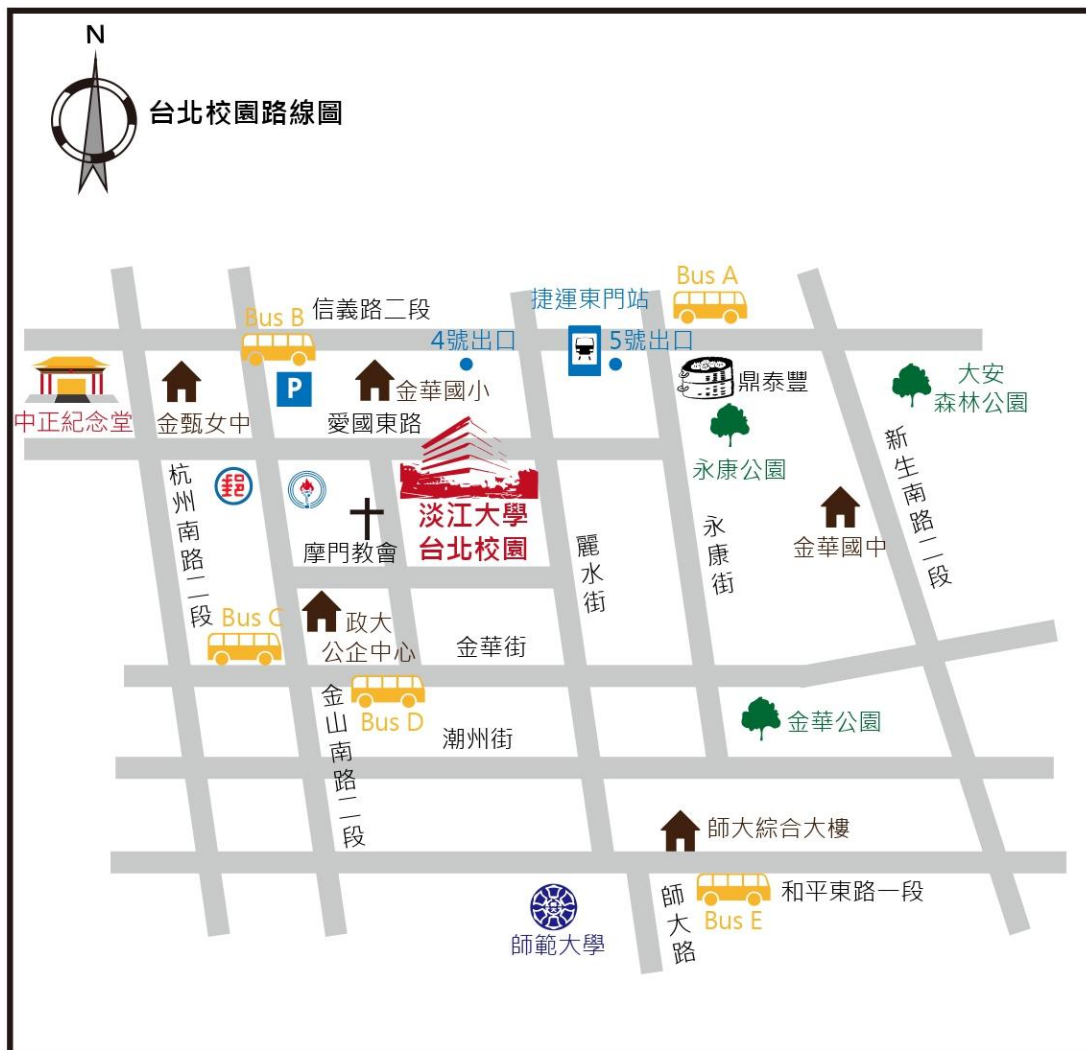 N
台北校園路線圖
Bus A
捷運東門站
信義路二段
Bus B
4號出口
5號出口
P
金華國小
鼎泰豐
大安
森林公園
中正紀念堂
金甌女中
愛國東路
永康公園
新生南路二段
杭州南路二段
郵
淡江大學
台北校園
摩門教會
麗水街
永康街
金華國中
Bus C
政大
公企中心
金華街
金山南路二段
Bus D
潮州街
金華公園
師大綜合大樓
師大路
和平東路一段
Bus E
師範大學